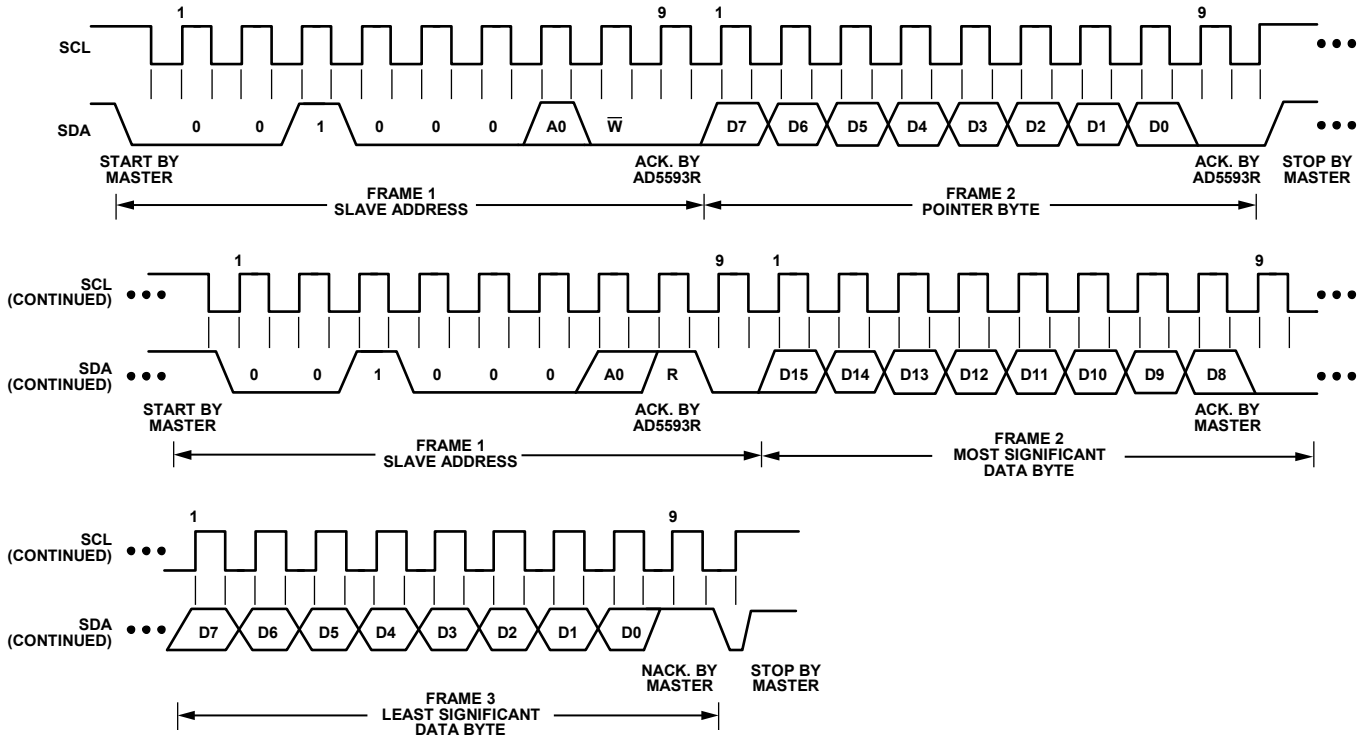 1 9 1 9
SCL
SDA
0 0 1 0 0 0 A0 W̅ D7 D6 D5 D4 D3 D2 D1 D0
START BY
MASTER
ACK. BY
AD5593R
ACK. BY
AD5593R
STOP BY
MASTER
FRAME 1
SLAVE ADDRESS
FRAME 2
POINTER BYTE
1 9 1 9
SCL
(CONTINUED)
SDA
(CONTINUED)
0 0 1 0 0 0 A0 R D15 D14 D13 D12 D11 D10 D9 D8
START BY
MASTER
ACK. BY
AD5593R
ACK. BY
MASTER
FRAME 1
SLAVE ADDRESS
FRAME 2
MOST SIGNIFICANT
DATA BYTE
1 9
SCL
(CONTINUED)
SDA
(CONTINUED)
D7 D6 D5 D4 D3 D2 D1 D0
NACK. BY
MASTER
STOP BY
MASTER
FRAME 3
LEAST SIGNIFICANT
DATA BYTE